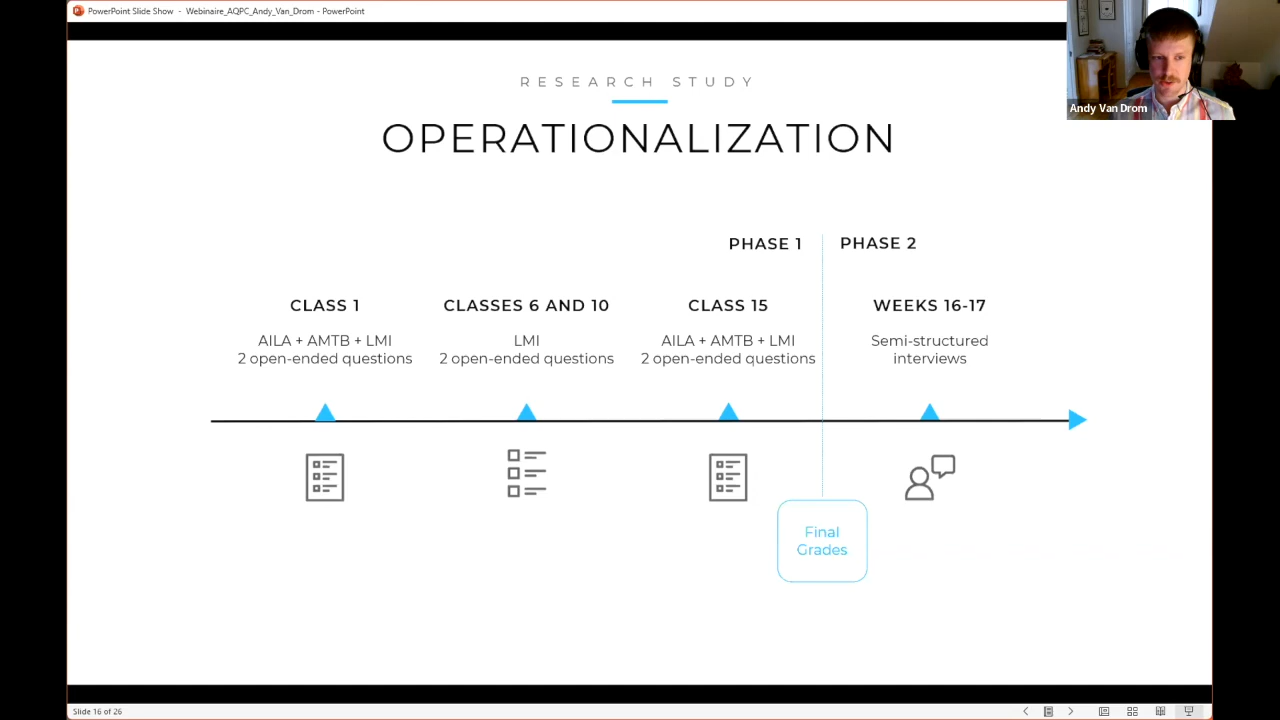 PowerPoint Slide Show - Webinaire_AQPC_Andy_Van_Drom - PowerPoint
Andy Van Drom
RESEARCH STUDY
OPERATIONALIZATION
PHASE 1
PHASE 2
CLASS 1
AILA + AMTB + LMI
2 open-ended questions
CLASSES 6 AND 10
LMI
2 open-ended questions
CLASS 15
AILA + AMTB + LMI
2 open-ended questions
WEEKS 16-17
Semi-structured
interviews
Final
Grades
Slide 16 of 26